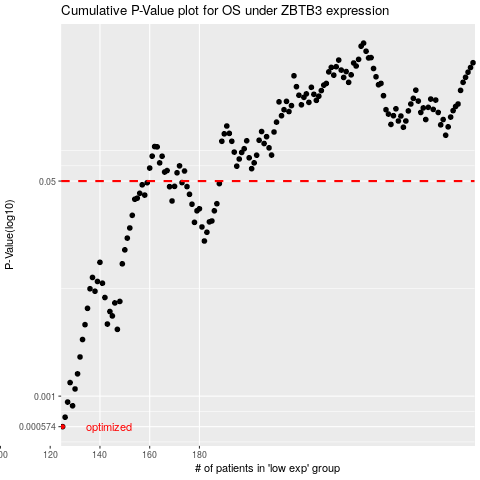 Cumulative P-Value plot for OS under ZBTB3 expression
P-Value(log10)
0.05
0.001
0.000574
optimized
00 120 140 160 180
# of patients in 'low exp' group